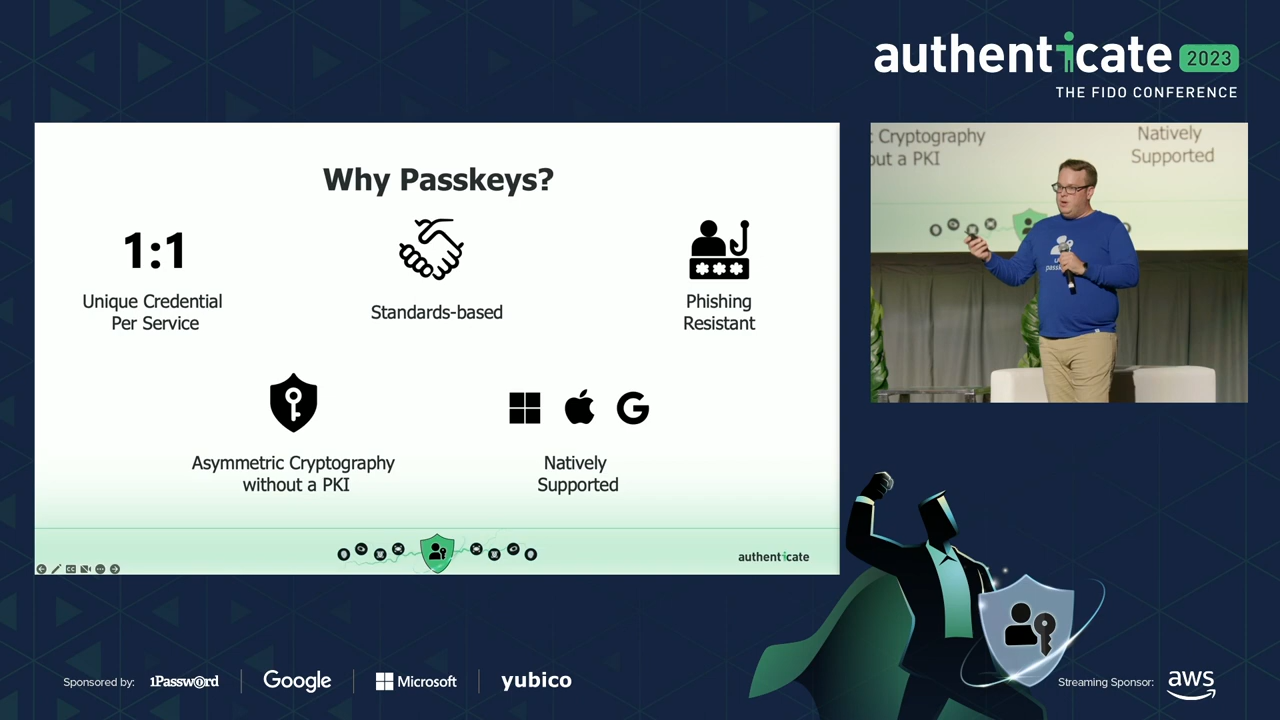 authenticate 2023
THE FIDO CONFERENCE
Why Passkeys?
1:1
Unique Credential
Per Service
Standards-based
Phishing
Resistant
Asymmetric Cryptography
without a PKI
Natively
Supported
authenticate
Cryptography
out a PKI
Natively
Supported
Sponsored by:
1Password
Google
Microsoft
yubico
Streaming Sponsor:
aws